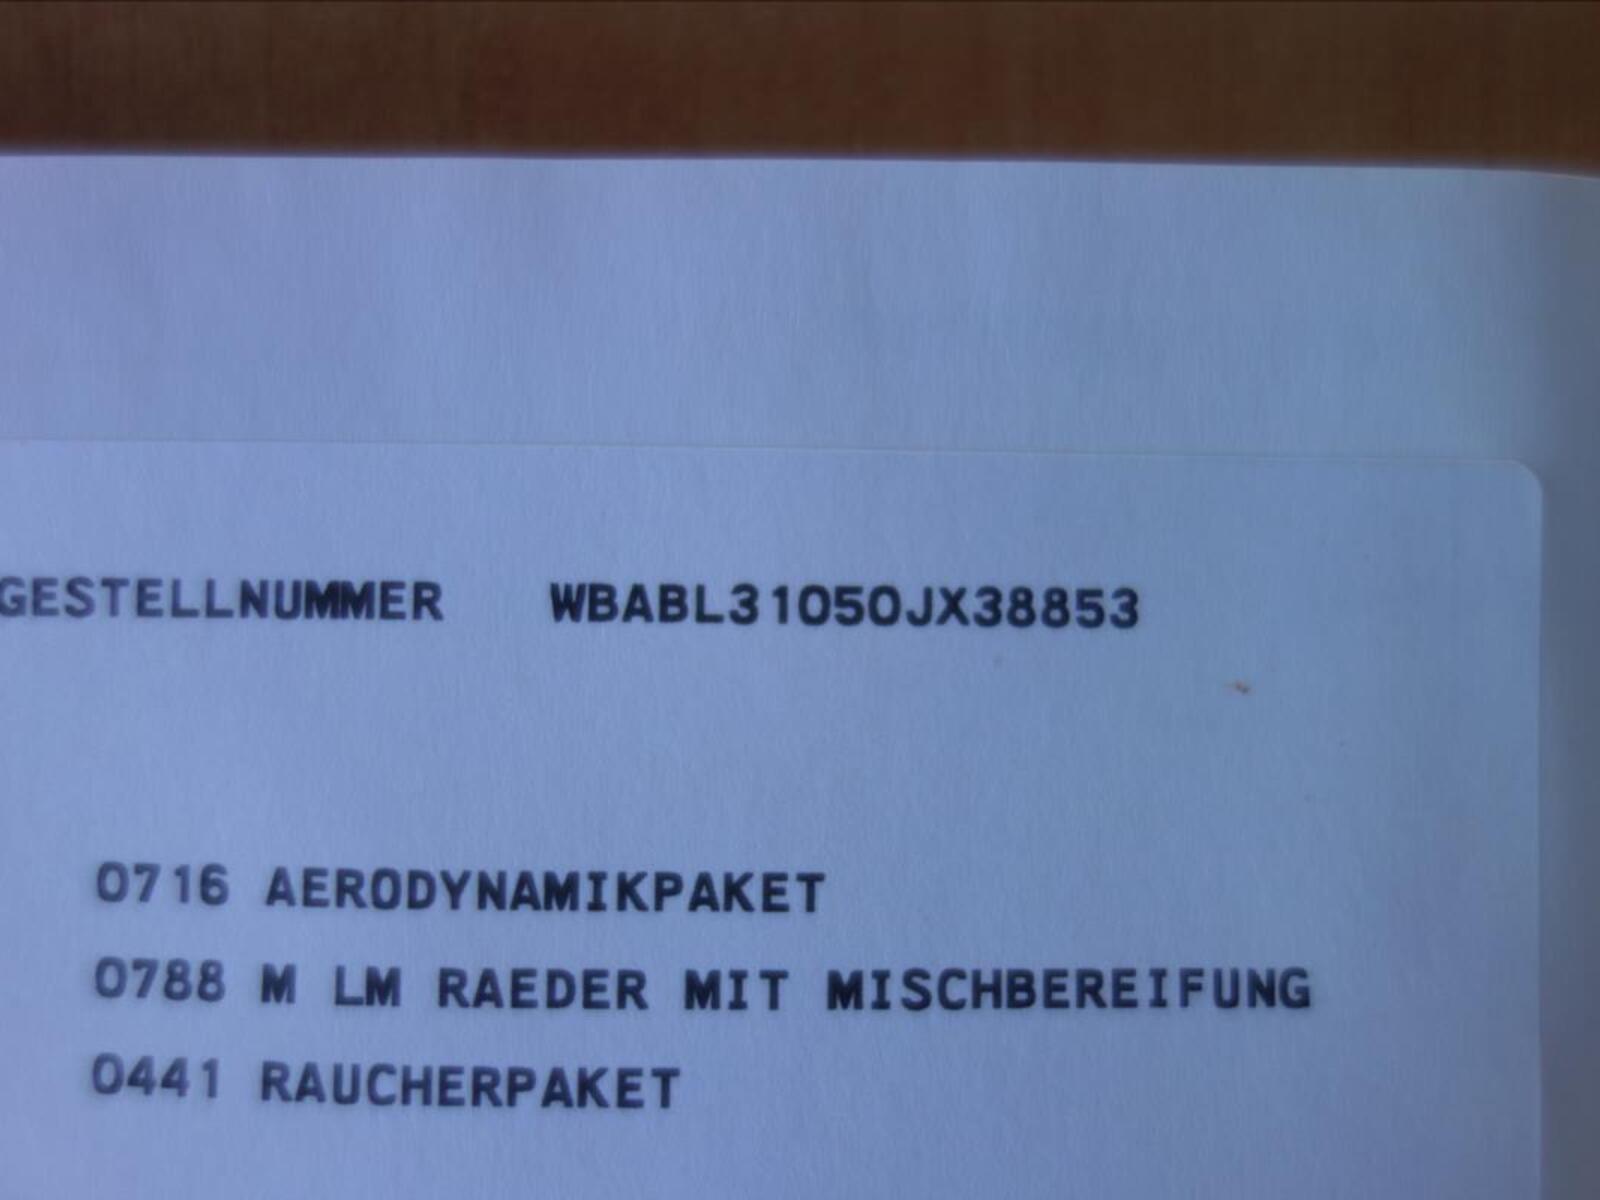 GESTELLNUMMER WBABL31050JX38853
0716 AERODYNAMIKPAKET
0788 M LM RAEDER MIT MISCHBEREIFUNG
0441 RAUCHERPAKET